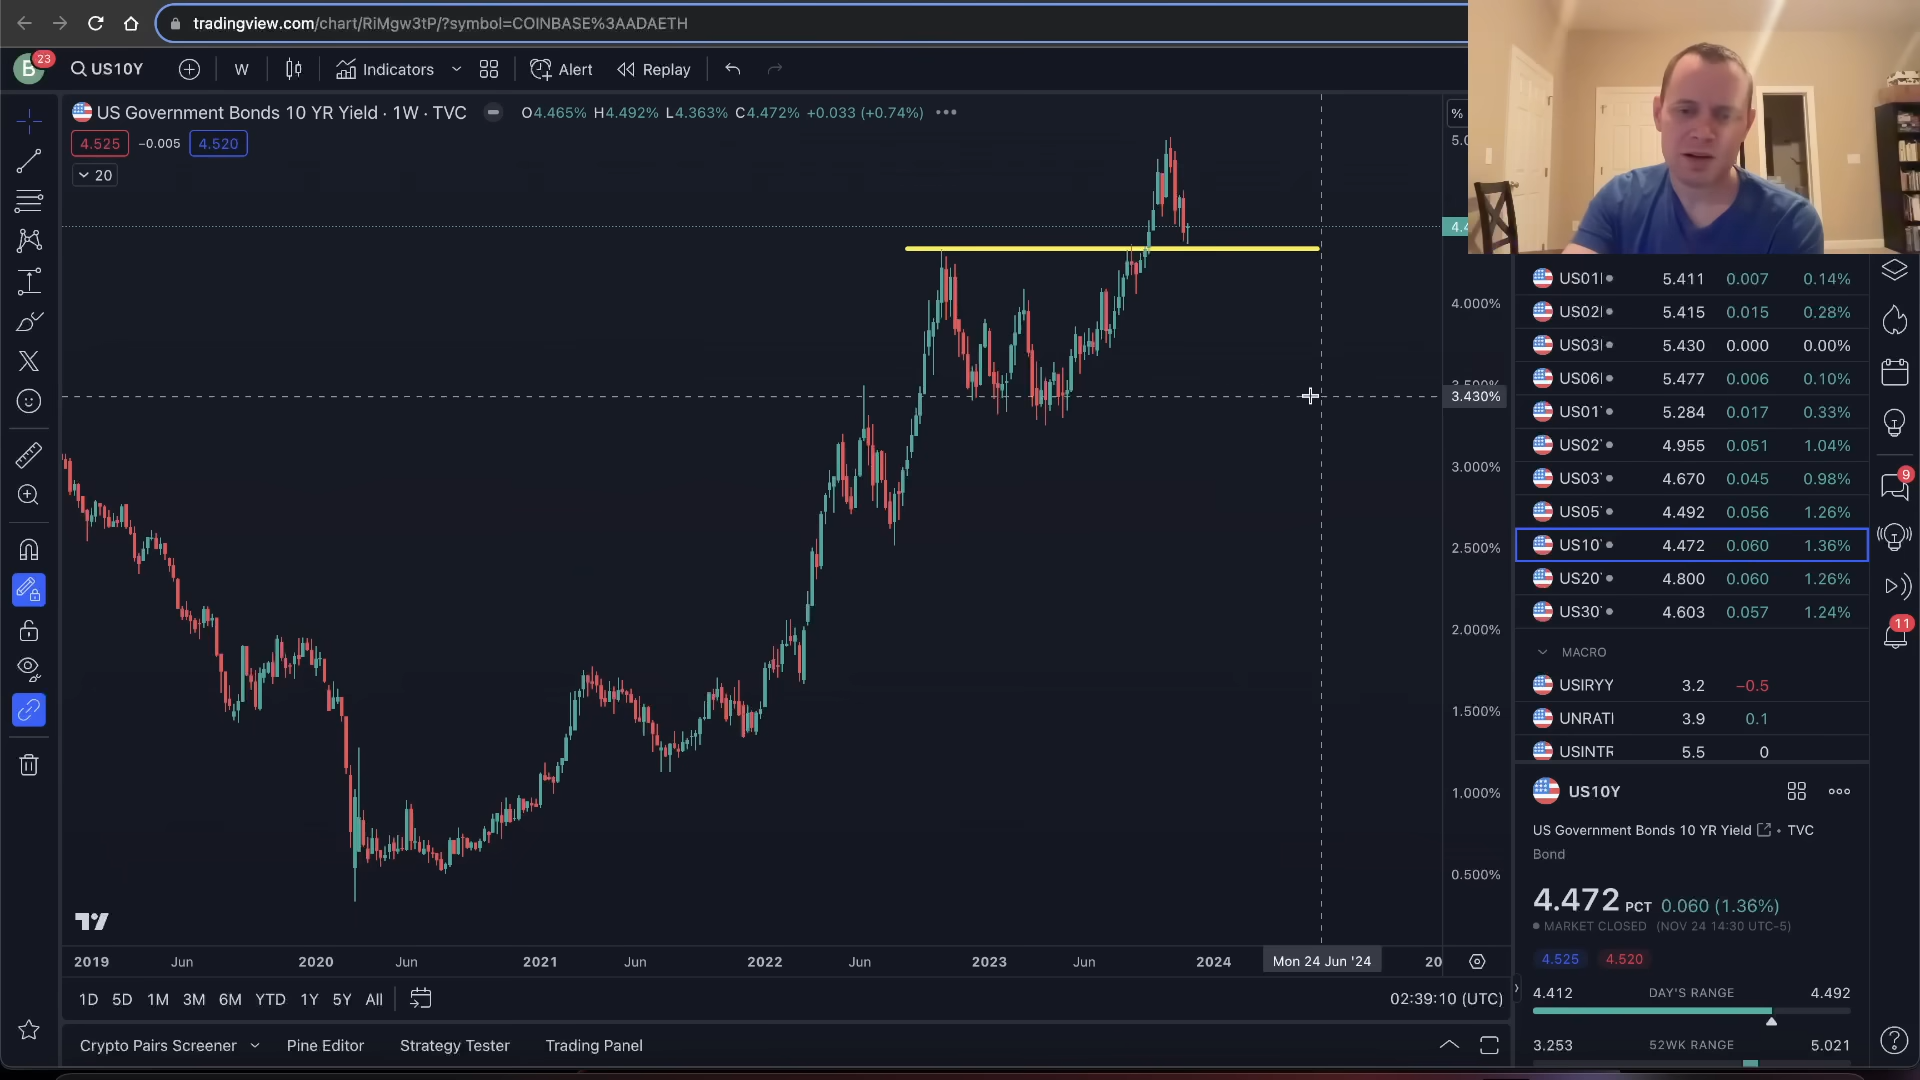 tradingview.com/chart/RiMgw3tP/?symbol=COINBASE%3AADAETH
B 23 US10Y W Indicators Alert Replay
US Government Bonds 10 YR Yield · 1W · TVC O4.465% H4.492% L4.363% C4.472% +0.033 (+0.74%)
4.525 −0.005 4.520
20
%
5.0
4.4
4.000%
3.500%
3.430%
3.000%
2.500%
2.000%
1.500%
1.000%
0.500%
2019 Jun 2020 Jun 2021 Jun 2022 Jun 2023 Jun 2024 Mon 24 Jun '24 20
1D 5D 1M 3M 6M YTD 1Y 5Y All 02:39:10 (UTC)
Crypto Pairs Screener Pine Editor Strategy Tester Trading Panel
US01 5.411 0.007 0.14%
US02 5.415 0.015 0.28%
US03 5.430 0.000 0.00%
US06 5.477 0.006 0.10%
US01 5.284 0.017 0.33%
US02 4.955 0.051 1.04%
US03 4.670 0.045 0.98%
US05 4.492 0.056 1.26%
US10 4.472 0.060 1.36%
US20 4.800 0.060 1.26%
US30 4.603 0.057 1.24%
MACRO
USIRYY 3.2 −0.5
UNRATI 3.9 0.1
USINTR 5.5 0
US10Y
US Government Bonds 10 YR Yield • TVC
Bond
4.472 PCT 0.060 (1.36%)
MARKET CLOSED (NOV 24 14:30 UTC-5)
4.525 4.520
4.412 DAY'S RANGE 4.492
3.253 52WK RANGE 5.021
9
11